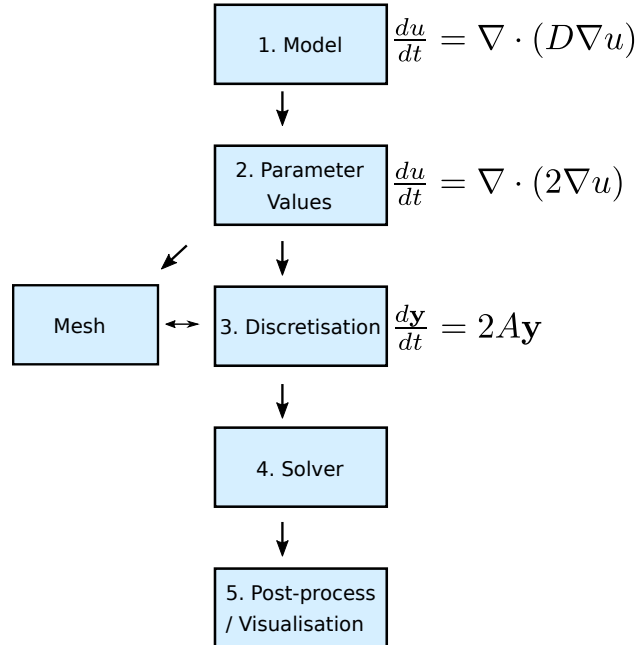 1. Model
du/dt = ∇ · (D∇u)
2. Parameter
Values
du/dt = ∇ · (2∇u)
Mesh
3. Discretisation
d𝐲/dt = 2A𝐲
4. Solver
5. Post-process
/ Visualisation